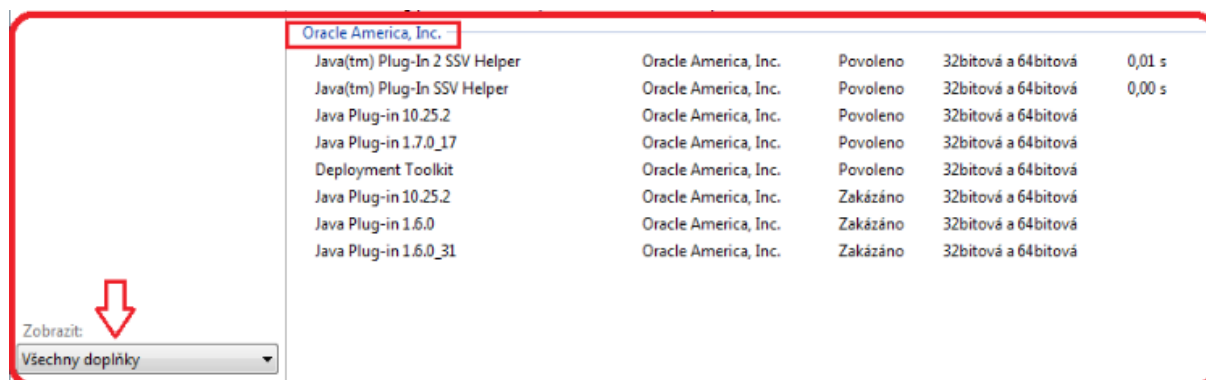 Oracle America, Inc.
Java(tm) Plug-In 2 SSV Helper Oracle America, Inc. Povoleno 32bitová a 64bitová 0,01 s
Java(tm) Plug-In SSV Helper Oracle America, Inc. Povoleno 32bitová a 64bitová 0,00 s
Java Plug-in 10.25.2 Oracle America, Inc. Povoleno 32bitová a 64bitová
Java Plug-in 1.7.0_17 Oracle America, Inc. Povoleno 32bitová a 64bitová
Deployment Toolkit Oracle America, Inc. Povoleno 32bitová a 64bitová
Java Plug-in 10.25.2 Oracle America, Inc. Zakázáno 32bitová a 64bitová
Java Plug-in 1.6.0 Oracle America, Inc. Zakázáno 32bitová a 64bitová
Java Plug-in 1.6.0_31 Oracle America, Inc. Zakázáno 32bitová a 64bitová
Zobrazit:
Všechny doplňky